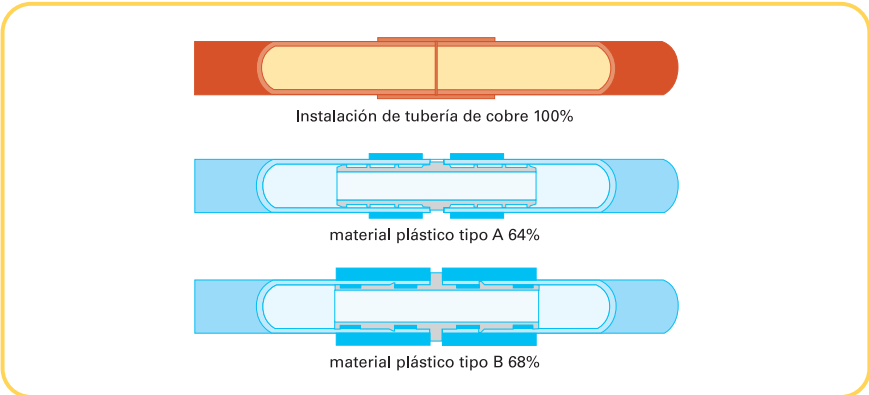 Instalación de tubería de cobre 100%
material plástico tipo A 64%
material plástico tipo B 68%